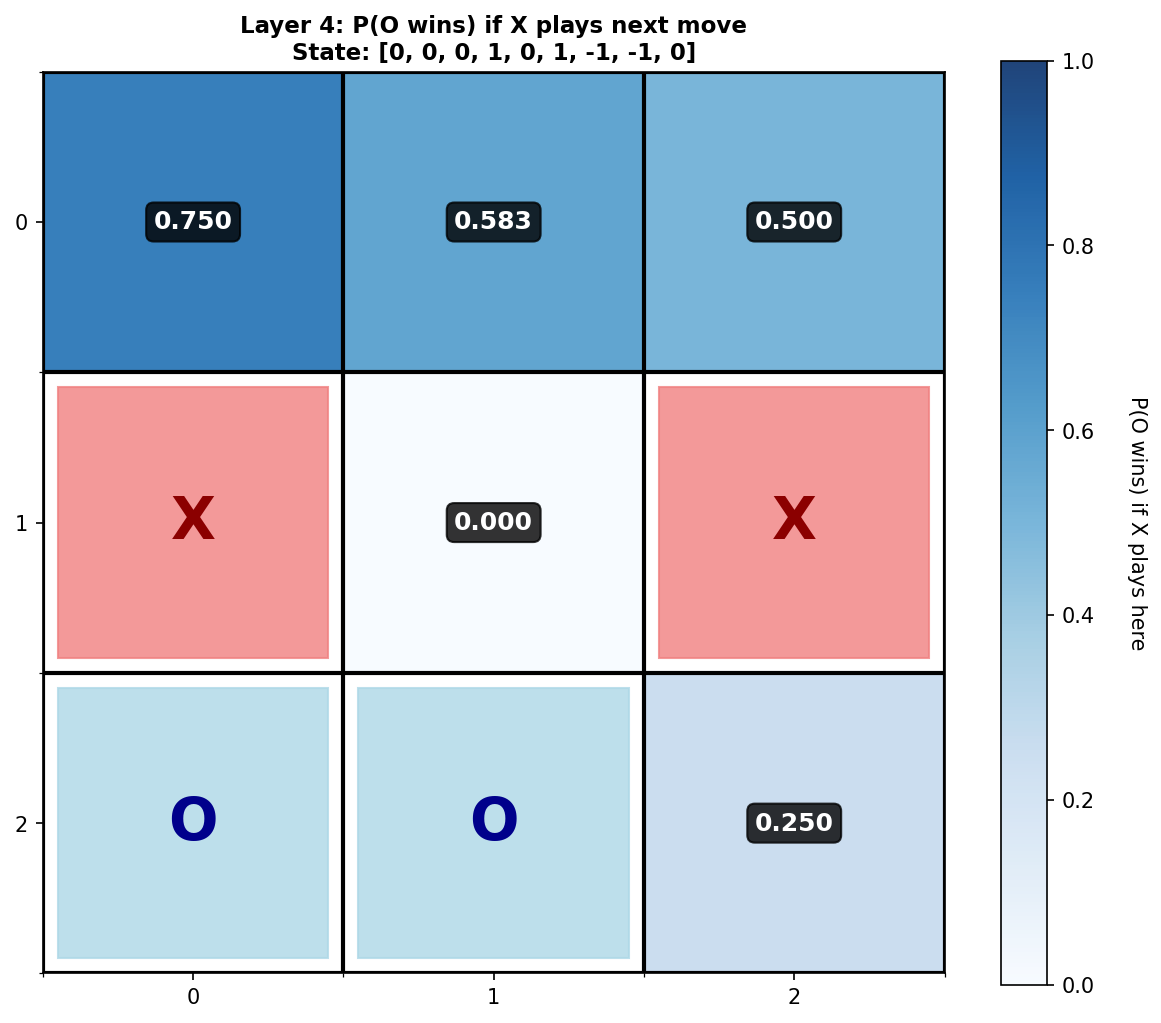 Layer 4: P(O wins) if X plays next move
State: [0, 0, 0, 1, 0, 1, -1, -1, 0]
0
0.750
0.583
0.500
1
X
0.000
X
2
O
O
0.250
0
1
2
1.0
0.8
0.6
0.4
0.2
0.0
P(O wins) if X plays here